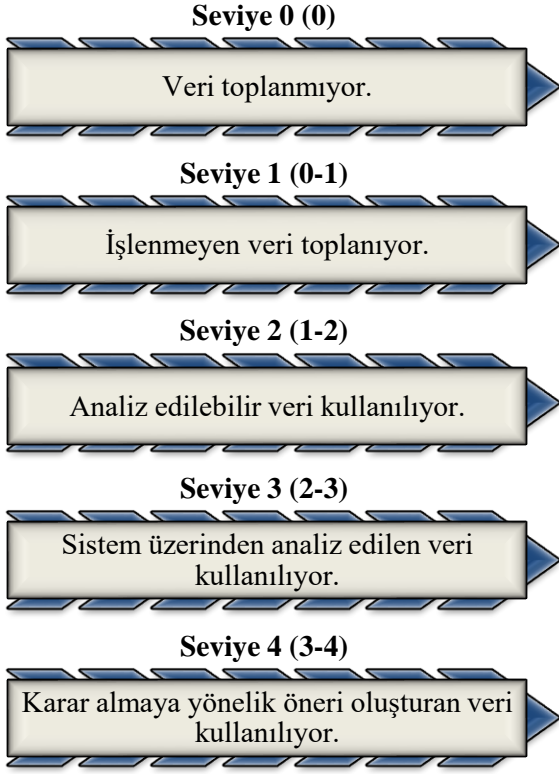 Seviye 0 (0)
Veri toplanmıyor.
Seviye 1 (0-1)
İşlenmeyen veri toplanıyor.
Seviye 2 (1-2)
Analiz edilebilir veri kullanılıyor.
Seviye 3 (2-3)
Sistem üzerinden analiz edilen veri
kullanılıyor.
Seviye 4 (3-4)
Karar almaya yönelik öneri oluşturan veri
kullanılıyor.